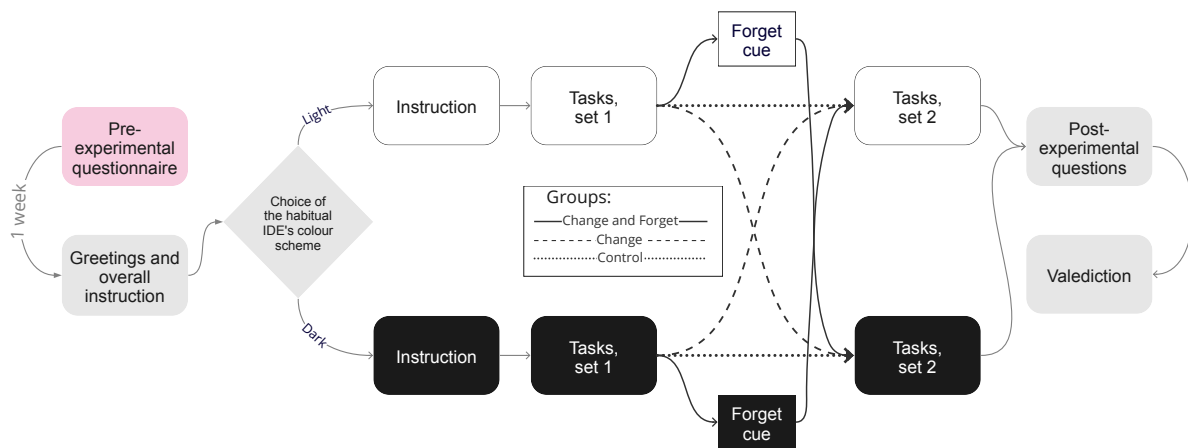 Pre-
experimental
questionnaire
1 week
Greetings and
overall
instruction
Choice of
the habitual
IDE's colour
scheme
Light
Dark
Instruction
Tasks,
set 1
Forget
cue
Tasks,
set 2
Groups:
Change and Forget
Change
Control
Instruction
Tasks,
set 1
Forget
cue
Tasks,
set 2
Post-
experimental
questions
Valediction